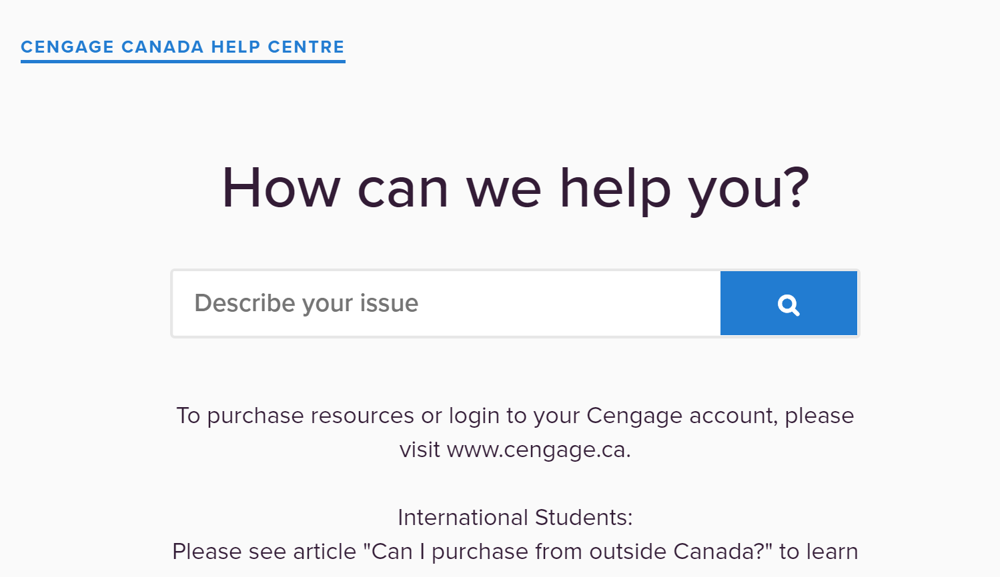 CENGAGE CANADA HELP CENTRE
How can we help you?
Describe your issue
To purchase resources or login to your Cengage account, please
visit www.cengage.ca.
International Students:
Please see article "Can I purchase from outside Canada?" to learn